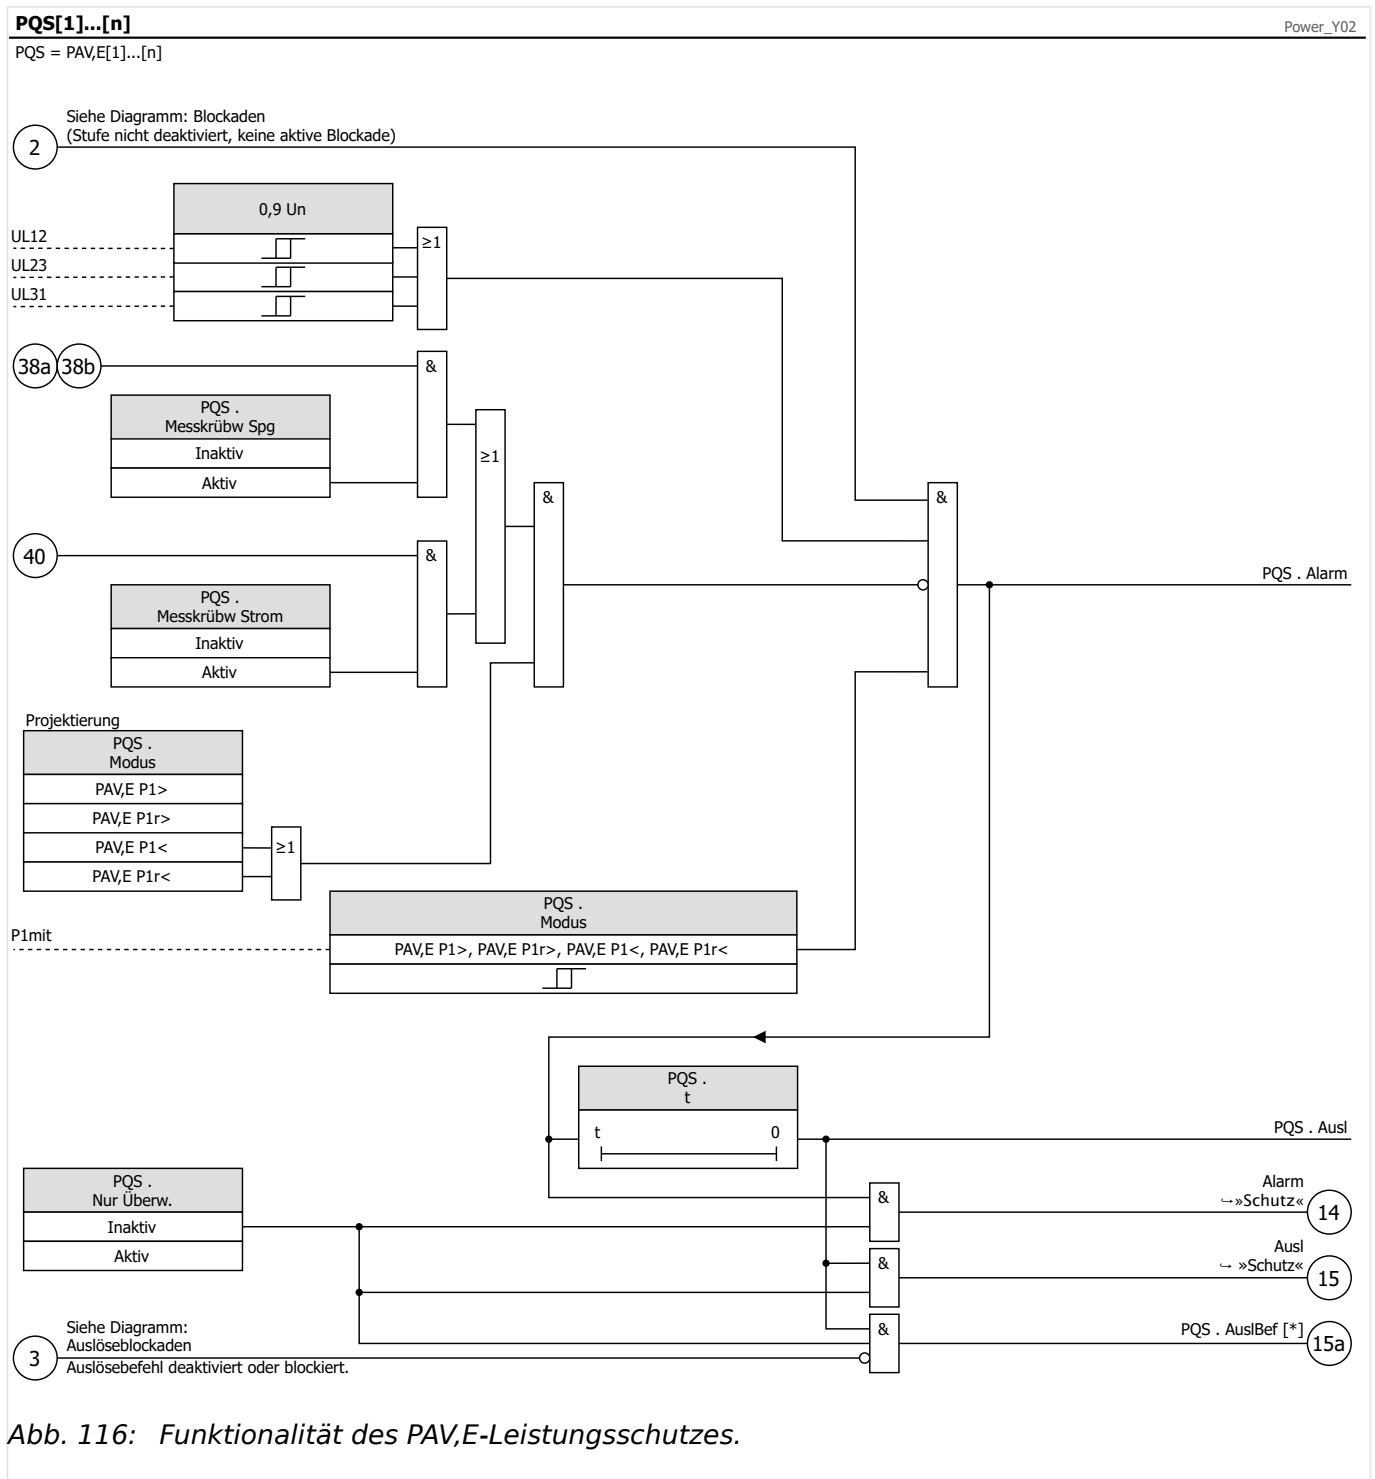 PQS[1]...[n]
Power_Y02
PQS = PAV,E[1]...[n]
Siehe Diagramm: Blockaden
(Stufe nicht deaktiviert, keine aktive Blockade)
2
0,9 Un
UL12
UL23
UL31
≥1
38a
38b
&
PQS .
Messkrübw Spg
Inaktiv
Aktiv
≥1
&
&
40
&
PQS .
Messkrübw Strom
Inaktiv
Aktiv
PQS . Alarm
Projektierung
PQS .
Modus
PAV,E P1>
PAV,E P1r>
PAV,E P1<
PAV,E P1r<
≥1
PQS .
Modus
P1mit
PAV,E P1>, PAV,E P1r>, PAV,E P1<, PAV,E P1r<
PQS .
t
t
0
PQS . Ausl
PQS .
Nur Überw.
Inaktiv
Aktiv
&
Alarm
↪»Schutz«
14
&
Ausl
↪ »Schutz«
15
&
PQS . AuslBef [*]
15a
Siehe Diagramm:
Auslöseblockaden
3
Auslösebefehl deaktiviert oder blockiert.
Abb. 116: Funktionalität des PAV,E-Leistungsschutzes.